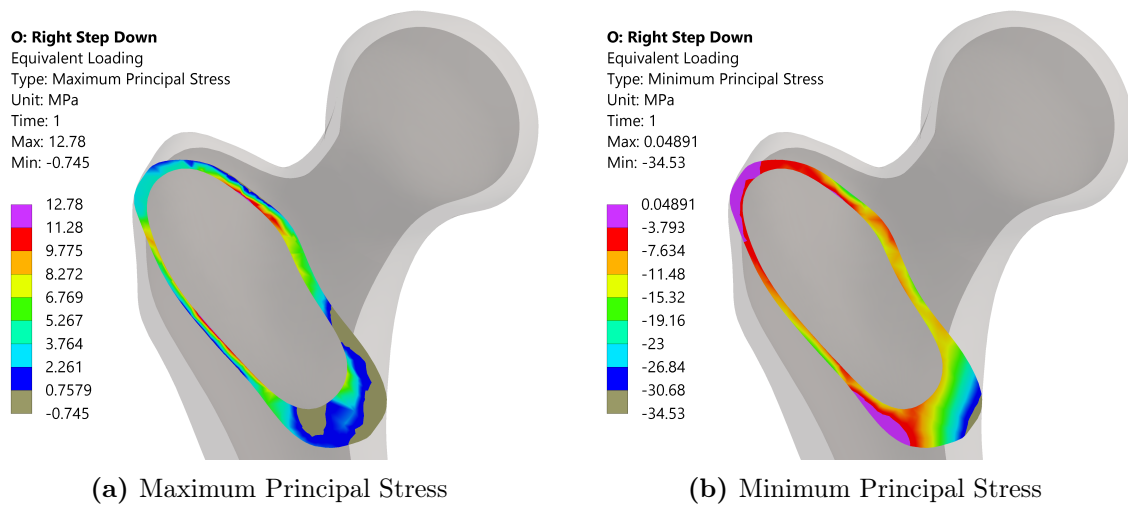 O: Right Step Down
Equivalent Loading
Type: Maximum Principal Stress
Unit: MPa
Time: 1
Max: 12.78
Min: -0.745
12.78
11.28
9.775
8.272
6.769
5.267
3.764
2.261
0.7579
-0.745
(a) Maximum Principal Stress
O: Right Step Down
Equivalent Loading
Type: Minimum Principal Stress
Unit: MPa
Time: 1
Max: 0.04891
Min: -34.53
0.04891
-3.793
-7.634
-11.48
-15.32
-19.16
-23
-26.84
-30.68
-34.53
(b) Minimum Principal Stress